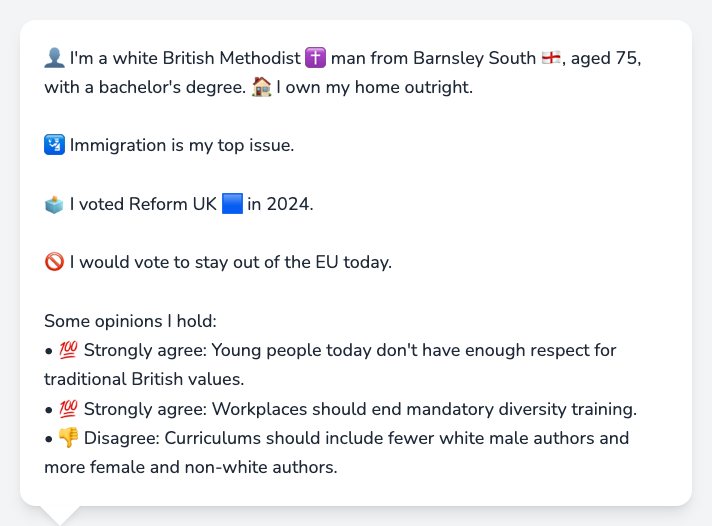 👤 I'm a white British Methodist ✝️ man from Barnsley South 🏴󠁧󠁢󠁥󠁮󠁧󠁿, aged 75,
with a bachelor's degree. 🏠 I own my home outright.
🛂 Immigration is my top issue.
🗳️ I voted Reform UK 🟦 in 2024.
🚫 I would vote to stay out of the EU today.
Some opinions I hold:
• 💯 Strongly agree: Young people today don't have enough respect for
traditional British values.
• 💯 Strongly agree: Workplaces should end mandatory diversity training.
• 👎 Disagree: Curriculums should include fewer white male authors and
more female and non-white authors.